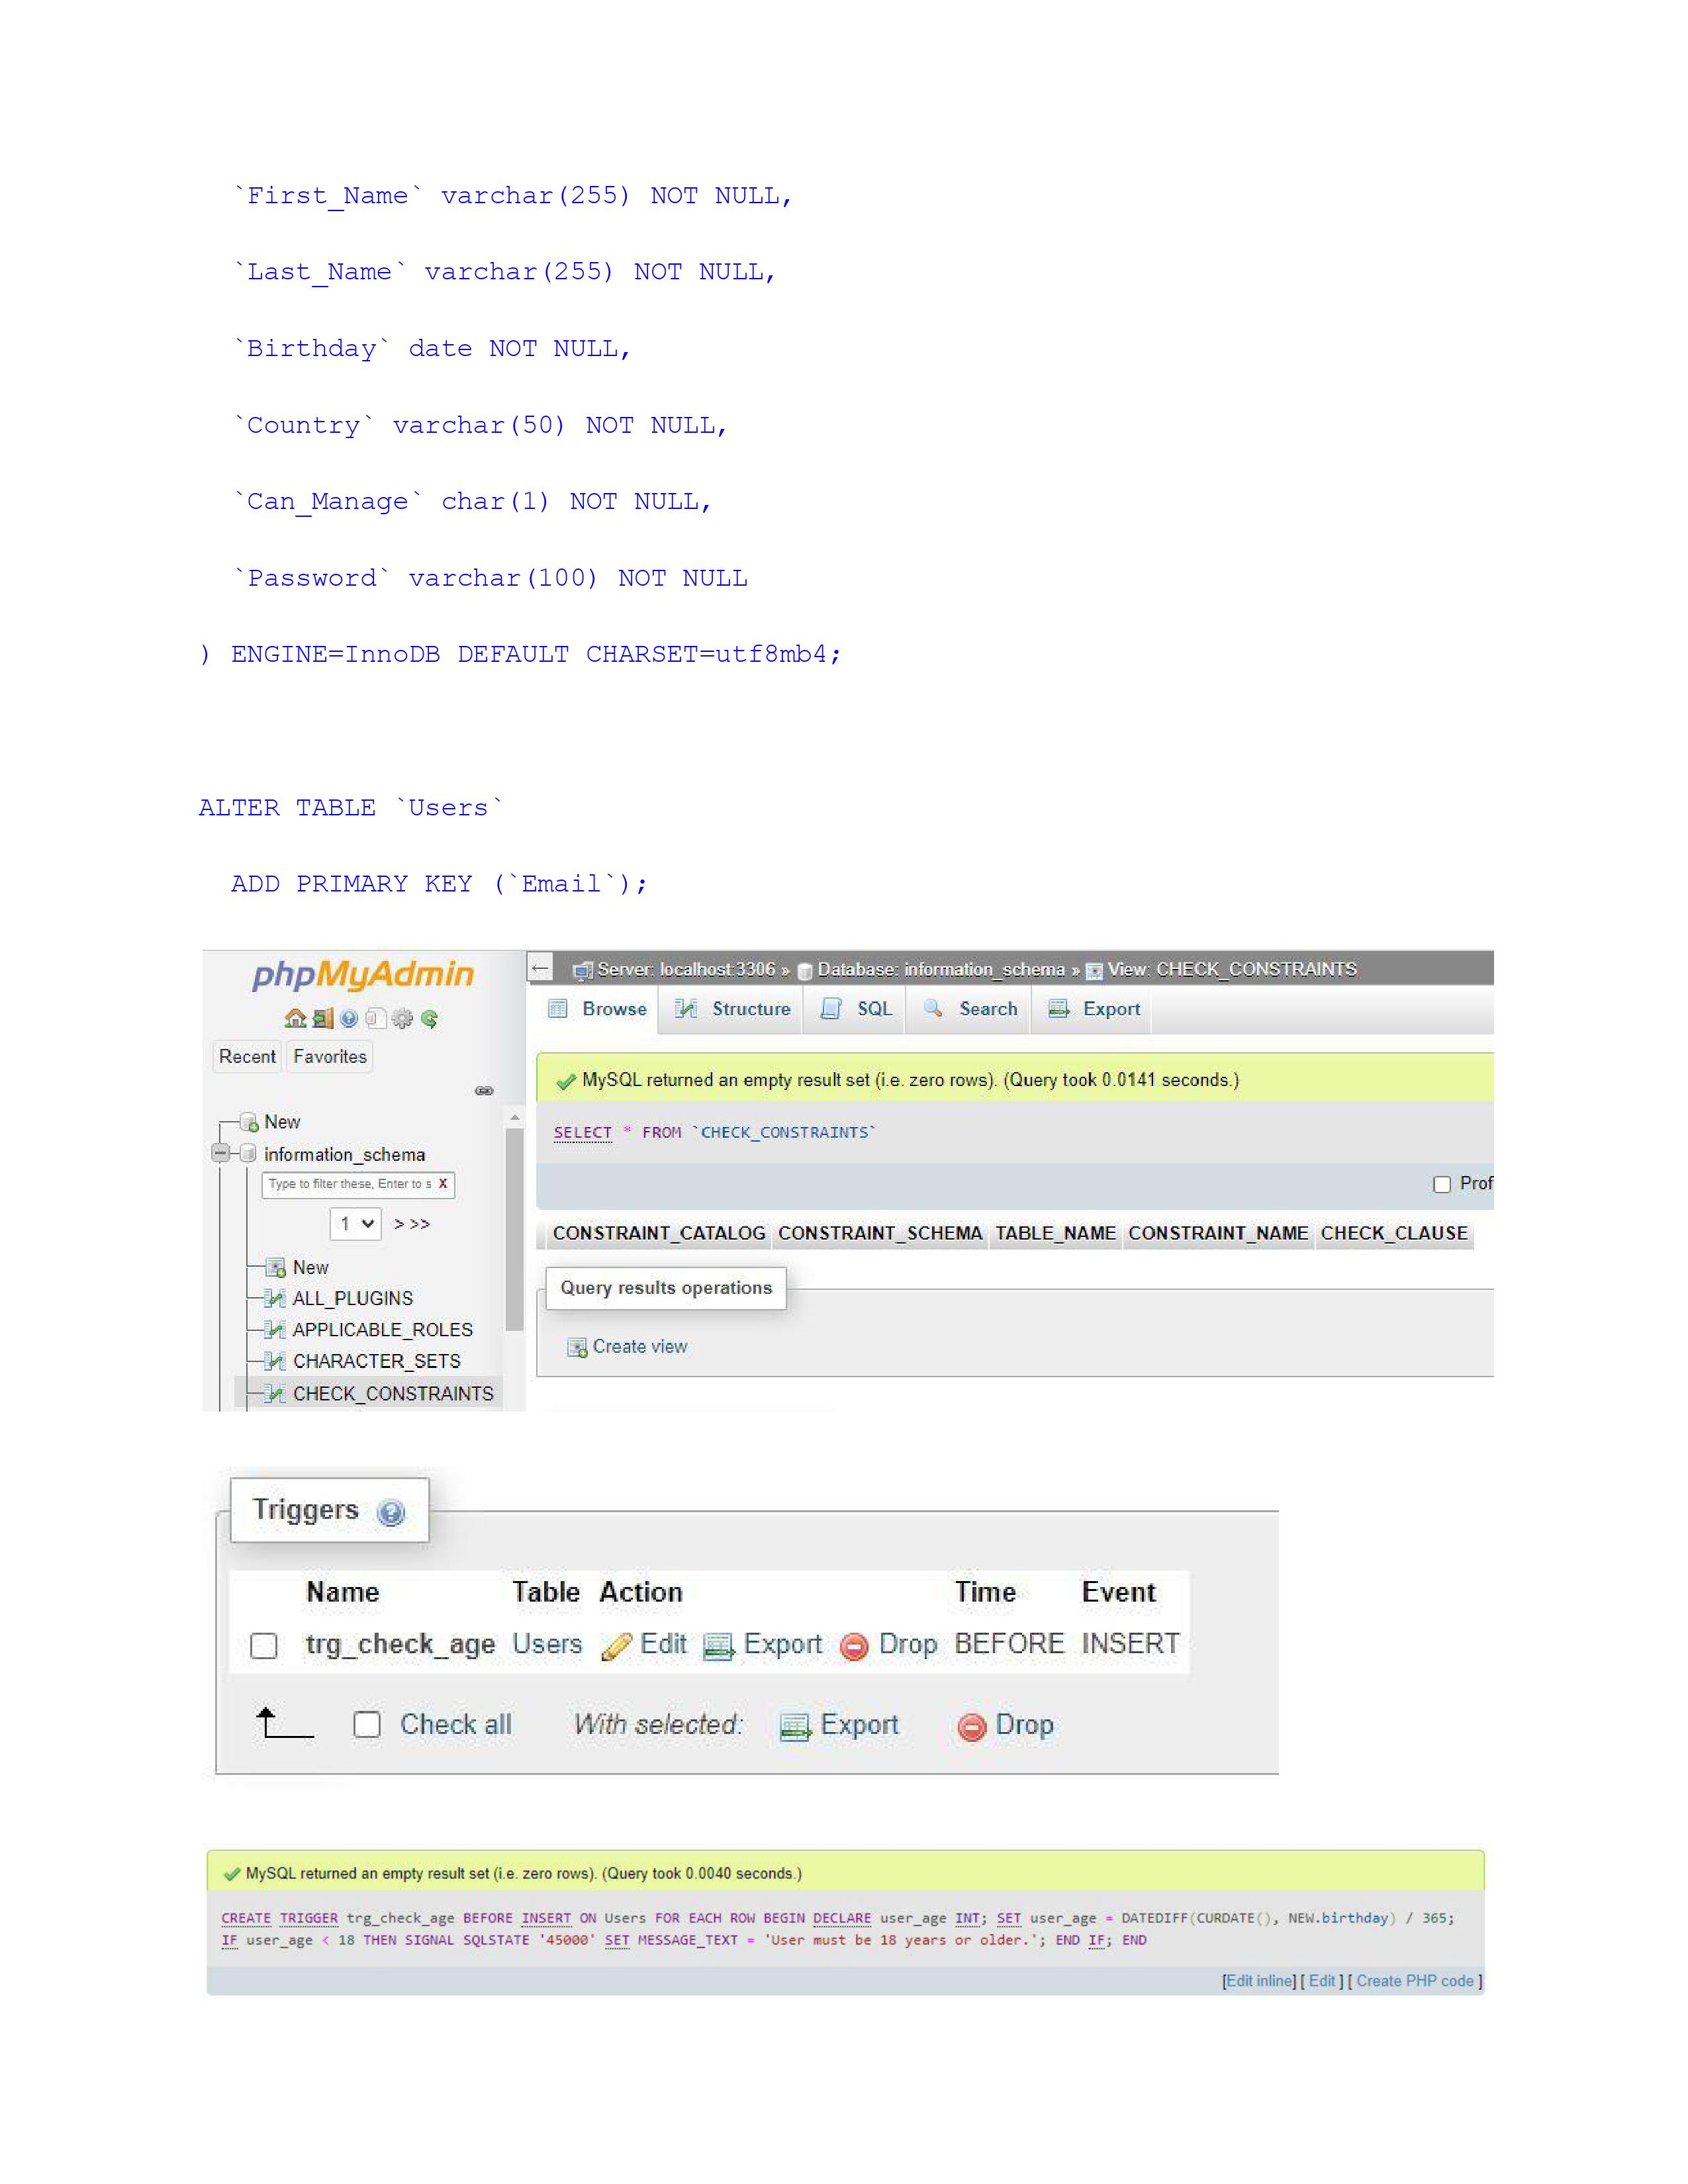 `First_Name` varchar(255) NOT NULL,
`Last_Name` varchar(255) NOT NULL,
`Birthday` date NOT NULL,
`Country` varchar(50) NOT NULL,
`Can_Manage` char(1) NOT NULL,
`Password` varchar(100) NOT NULL
) ENGINE=InnoDB DEFAULT CHARSET=utf8mb4;
ALTER TABLE `Users`
ADD PRIMARY KEY (`Email`);
phpMyAdmin
Recent Favorites
New
information_schema
Type to filter these, Enter to s X
1 > >>
New
ALL_PLUGINS
APPLICABLE_ROLES
CHARACTER_SETS
CHECK_CONSTRAINTS
← Server: localhost:3306 » Database: information_schema » View: CHECK_CONSTRAINTS
Browse Structure SQL Search Export
MySQL returned an empty result set (i.e. zero rows). (Query took 0.0141 seconds.)
SELECT * FROM `CHECK_CONSTRAINTS`
Prof
CONSTRAINT_CATALOG CONSTRAINT_SCHEMA TABLE_NAME CONSTRAINT_NAME CHECK_CLAUSE
Query results operations
Create view
Triggers
Name Table Action Time Event
trg_check_age Users Edit Export Drop BEFORE INSERT
Check all With selected: Export Drop
MySQL returned an empty result set (i.e. zero rows). (Query took 0.0040 seconds.)
CREATE TRIGGER trg_check_age BEFORE INSERT ON Users FOR EACH ROW BEGIN DECLARE user_age INT; SET user_age = DATEDIFF(CURDATE(), NEW.birthday) / 365;
IF user_age < 18 THEN SIGNAL SQLSTATE '45000' SET MESSAGE_TEXT = 'User must be 18 years or older.'; END IF; END
[Edit inline] [ Edit ] [ Create PHP code ]